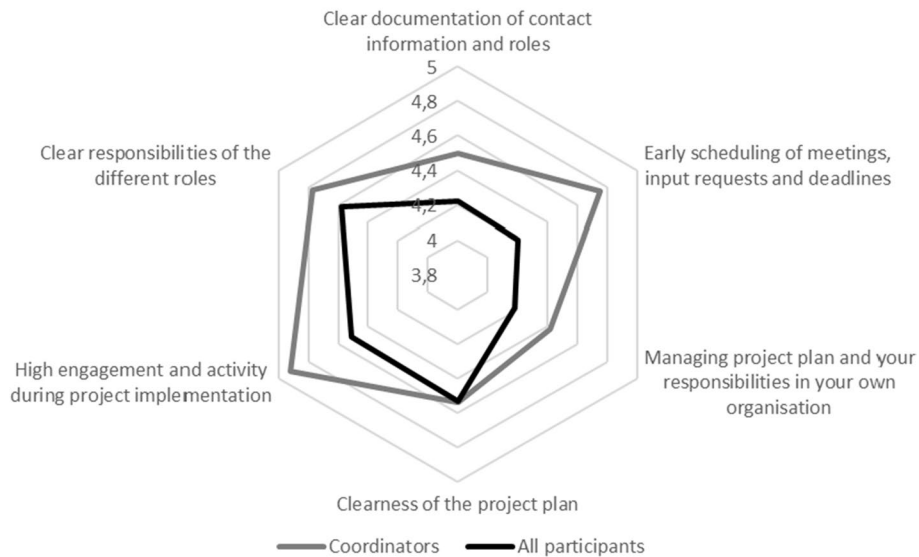 Clear documentation of contact
information and roles
5
4,8
4,6
4,4
4,2
4
3,8
Clear responsibilities of the
different roles
Early scheduling of meetings,
input requests and deadlines
High engagement and activity
during project implementation
Managing project plan and your
responsibilities in your own
organisation
Clearness of the project plan
Coordinators
All participants